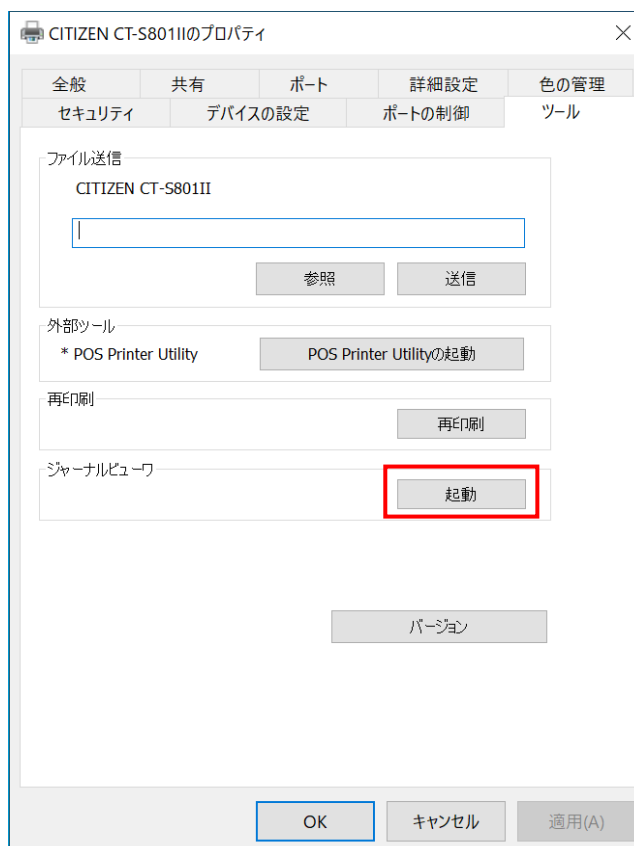 CITIZEN CT-S801IIのプロパティ
全般 共有 ポート 詳細設定 色の管理
セキュリティ デバイスの設定 ポートの制御 ツール
ファイル送信
CITIZEN CT-S801II
参照 送信
外部ツール
* POS Printer Utility POS Printer Utilityの起動
再印刷
再印刷
ジャーナルビューワ
起動
バージョン
OK キャンセル 適用(A)